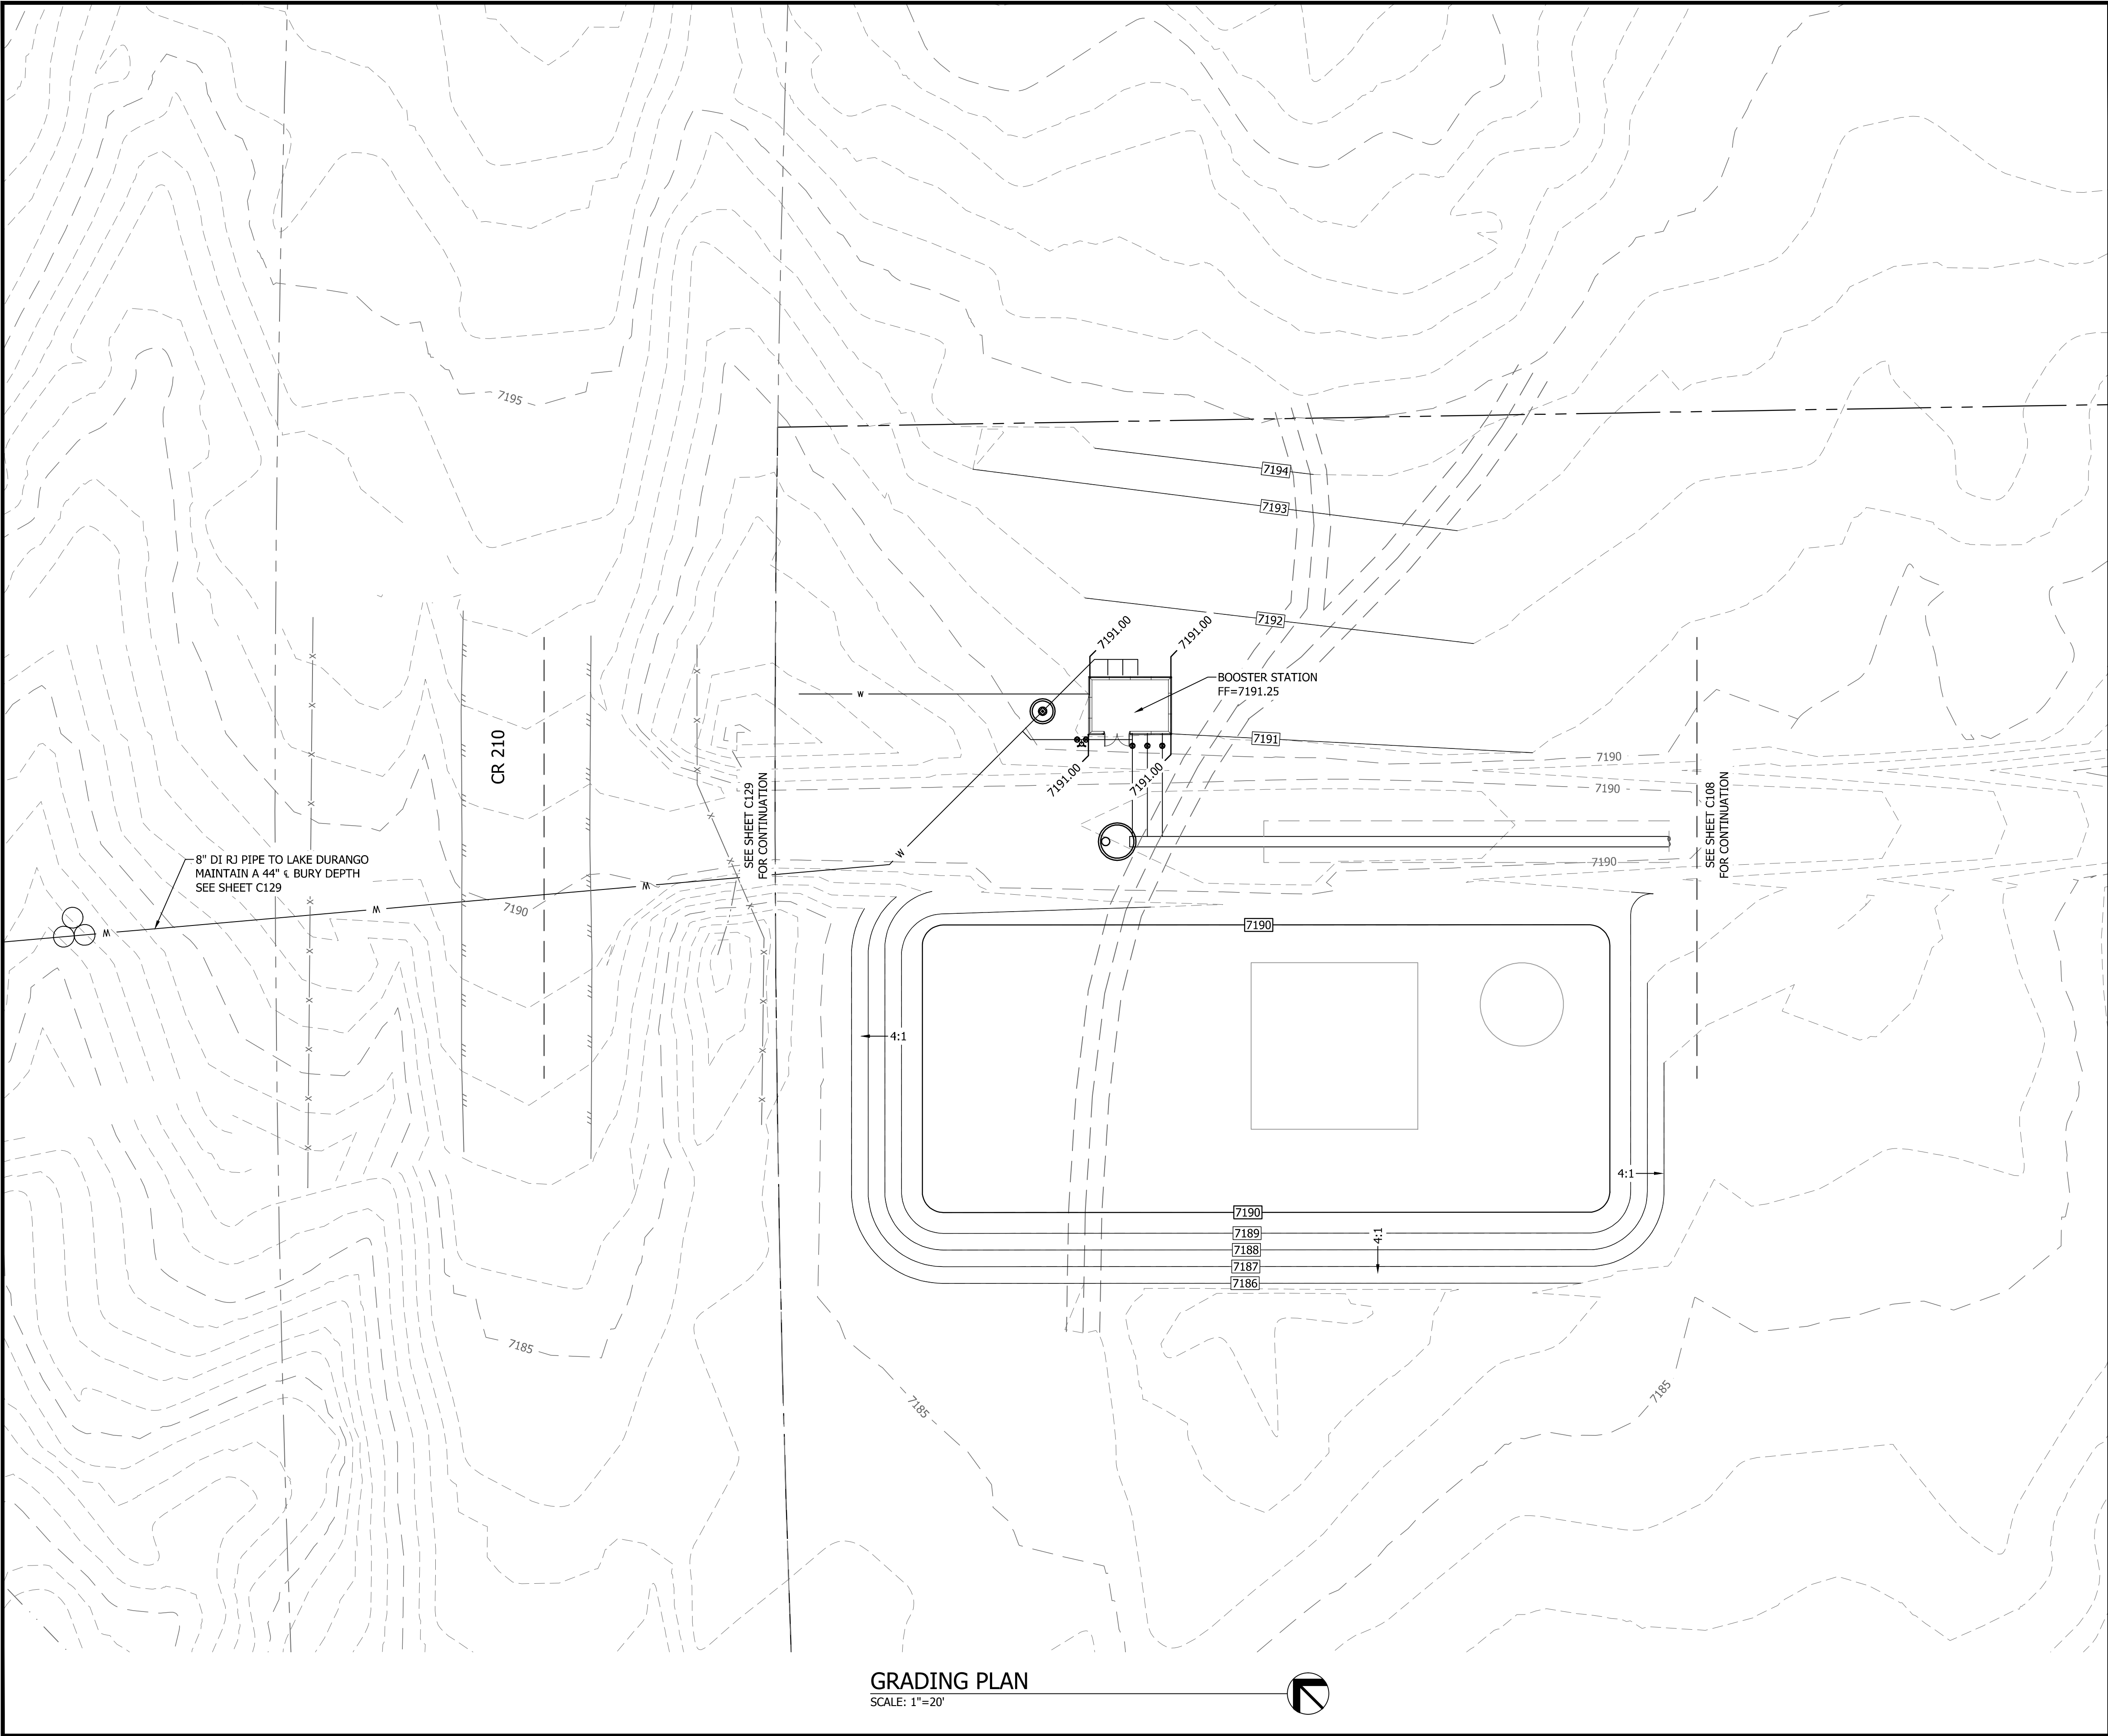 7195
7194
7193
7192
7191.00
7191.00
BOOSTER STATION
FF=7191.25
W
CR 210
7191
7190
7191.00
7191.00
7190
SEE SHEET C129
FOR CONTINUATION
SEE SHEET C108
FOR CONTINUATION
8" DI RJ PIPE TO LAKE DURANGO
MAINTAIN A 44" ℄ BURY DEPTH
SEE SHEET C129
W
7190
W
W
W
7190
7190
4:1
4:1
7190
7189
4:1
7188
7187
7186
7185
7185
7185
GRADING PLAN
SCALE: 1"=20'